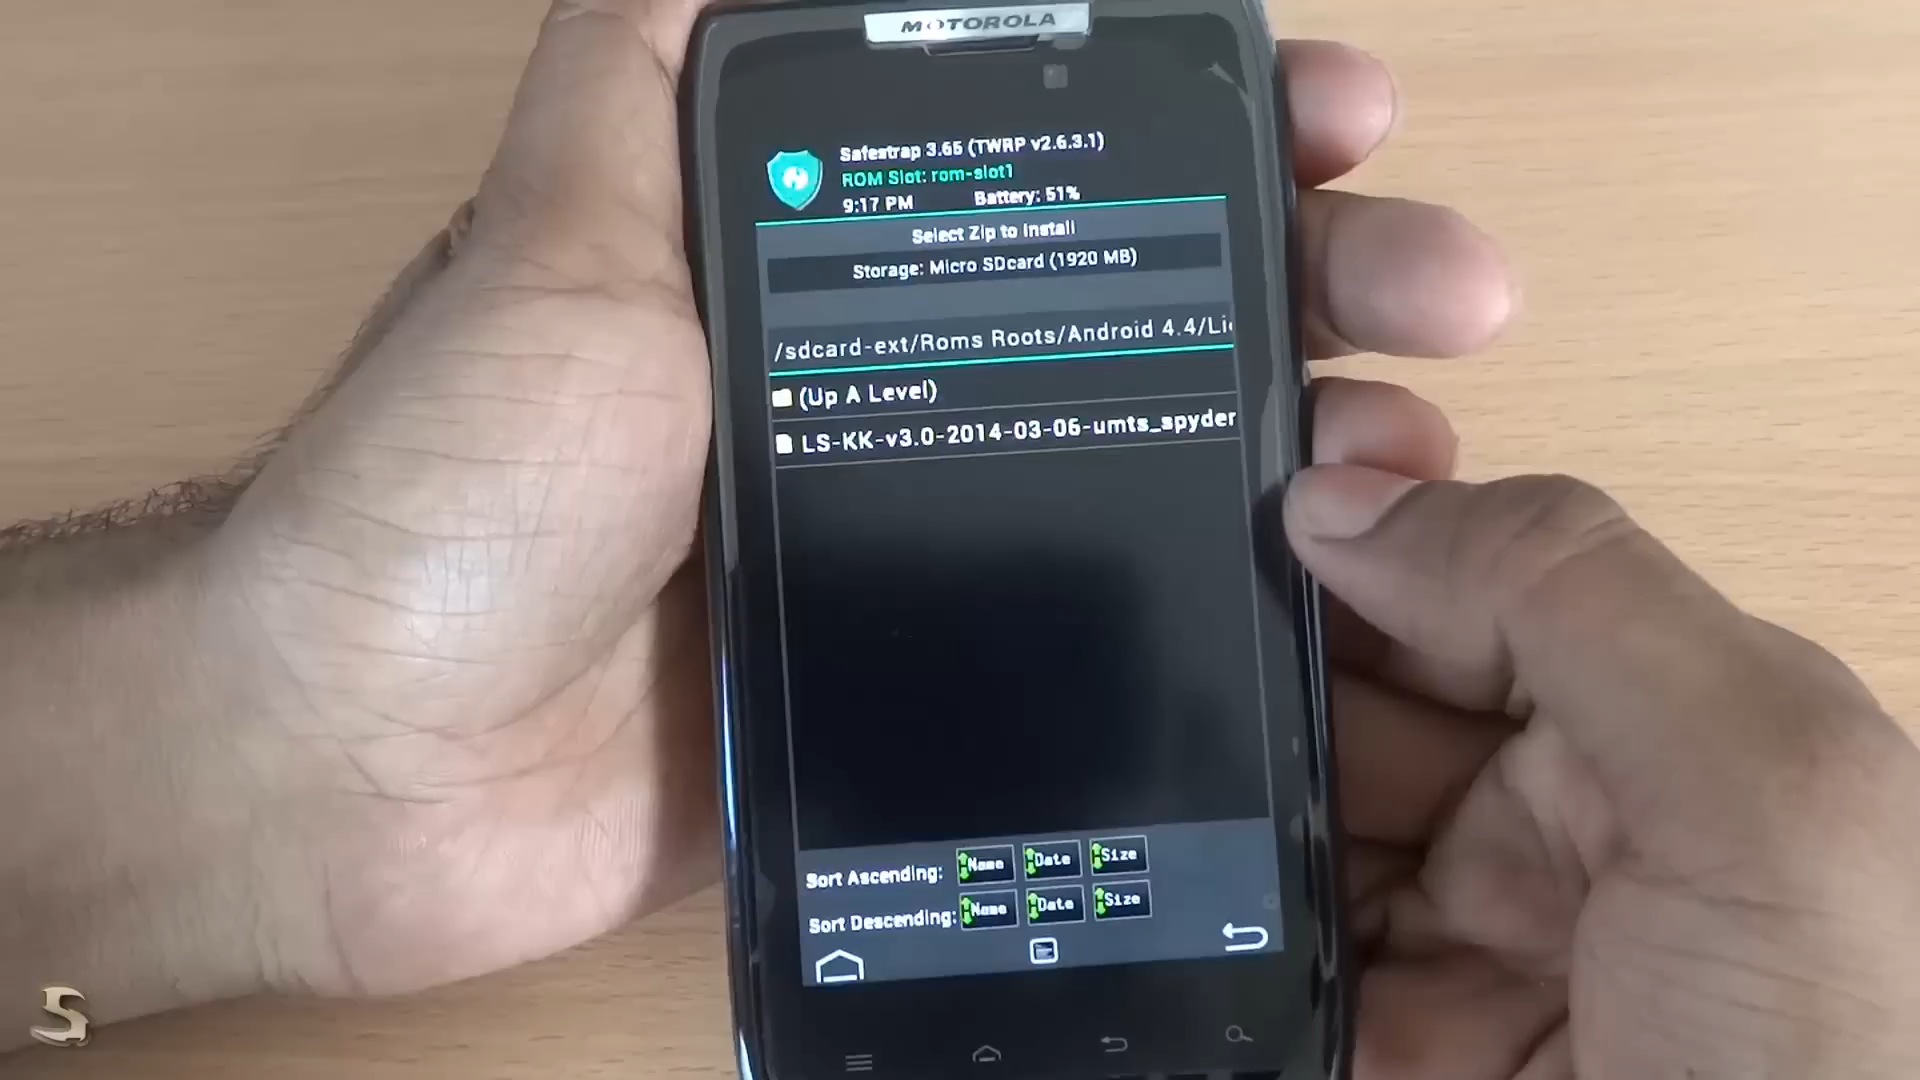 MOTOROLA
Safestrap 3.65 (TWRP v2.6.3.1)
ROM Slot: rom-slot1
9:17 PM Battery: 51%
Select Zip to Install
Storage: Micro SDcard (1920 MB)
/sdcard-ext/Roms Roots/Android 4.4/Li
(Up A Level)
LS-KK-v3.0-2014-03-06-umts_spyder
Sort Ascending: Name Date Size
Sort Descending: Name Date Size
S